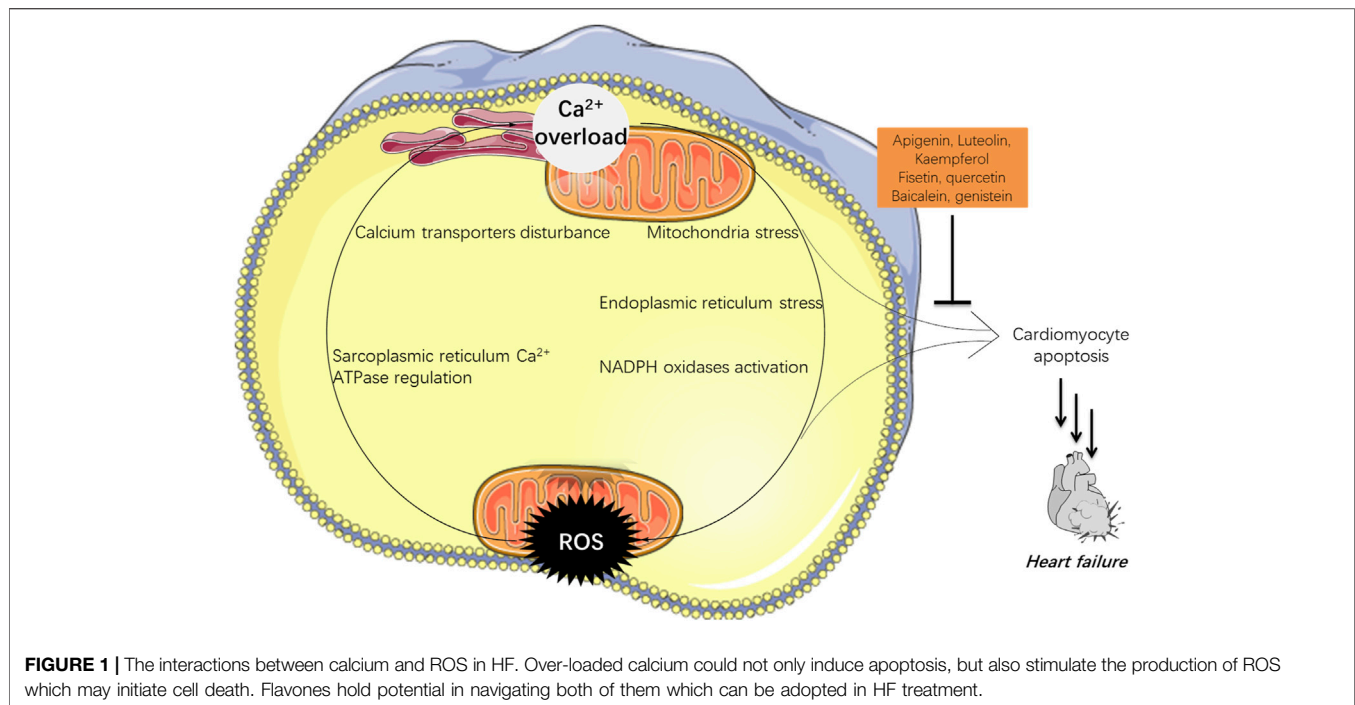 Ca²⁺
overload
Apigenin, Luteolin,
Kaempferol
Fisetin, quercetin
Baicalein, genistein
Calcium transporters disturbance
Mitochondria stress
Endoplasmic reticulum stress
Sarcoplasmic reticulum Ca²⁺
ATPase regulation
NADPH oxidases activation
Cardiomyocyte
apoptosis
ROS
Heart failure
FIGURE 1 | The interactions between calcium and ROS in HF. Over-loaded calcium could not only induce apoptosis, but also stimulate the production of ROS
which may initiate cell death. Flavones hold potential in navigating both of them which can be adopted in HF treatment.